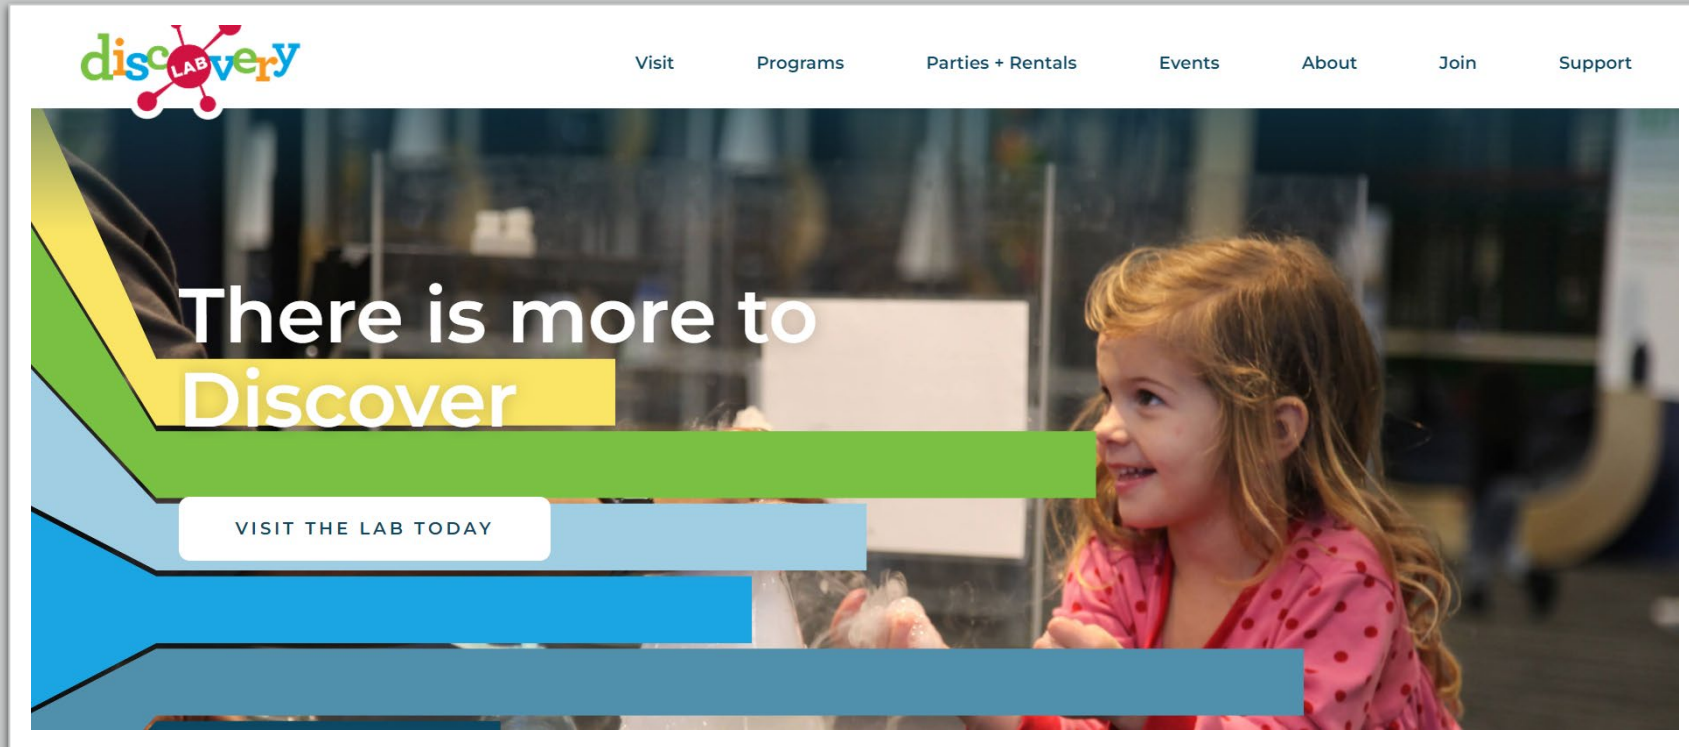 discovery
LAB
Visit Programs Parties + Rentals Events About Join Support
There is more to
Discover
VISIT THE LAB TODAY